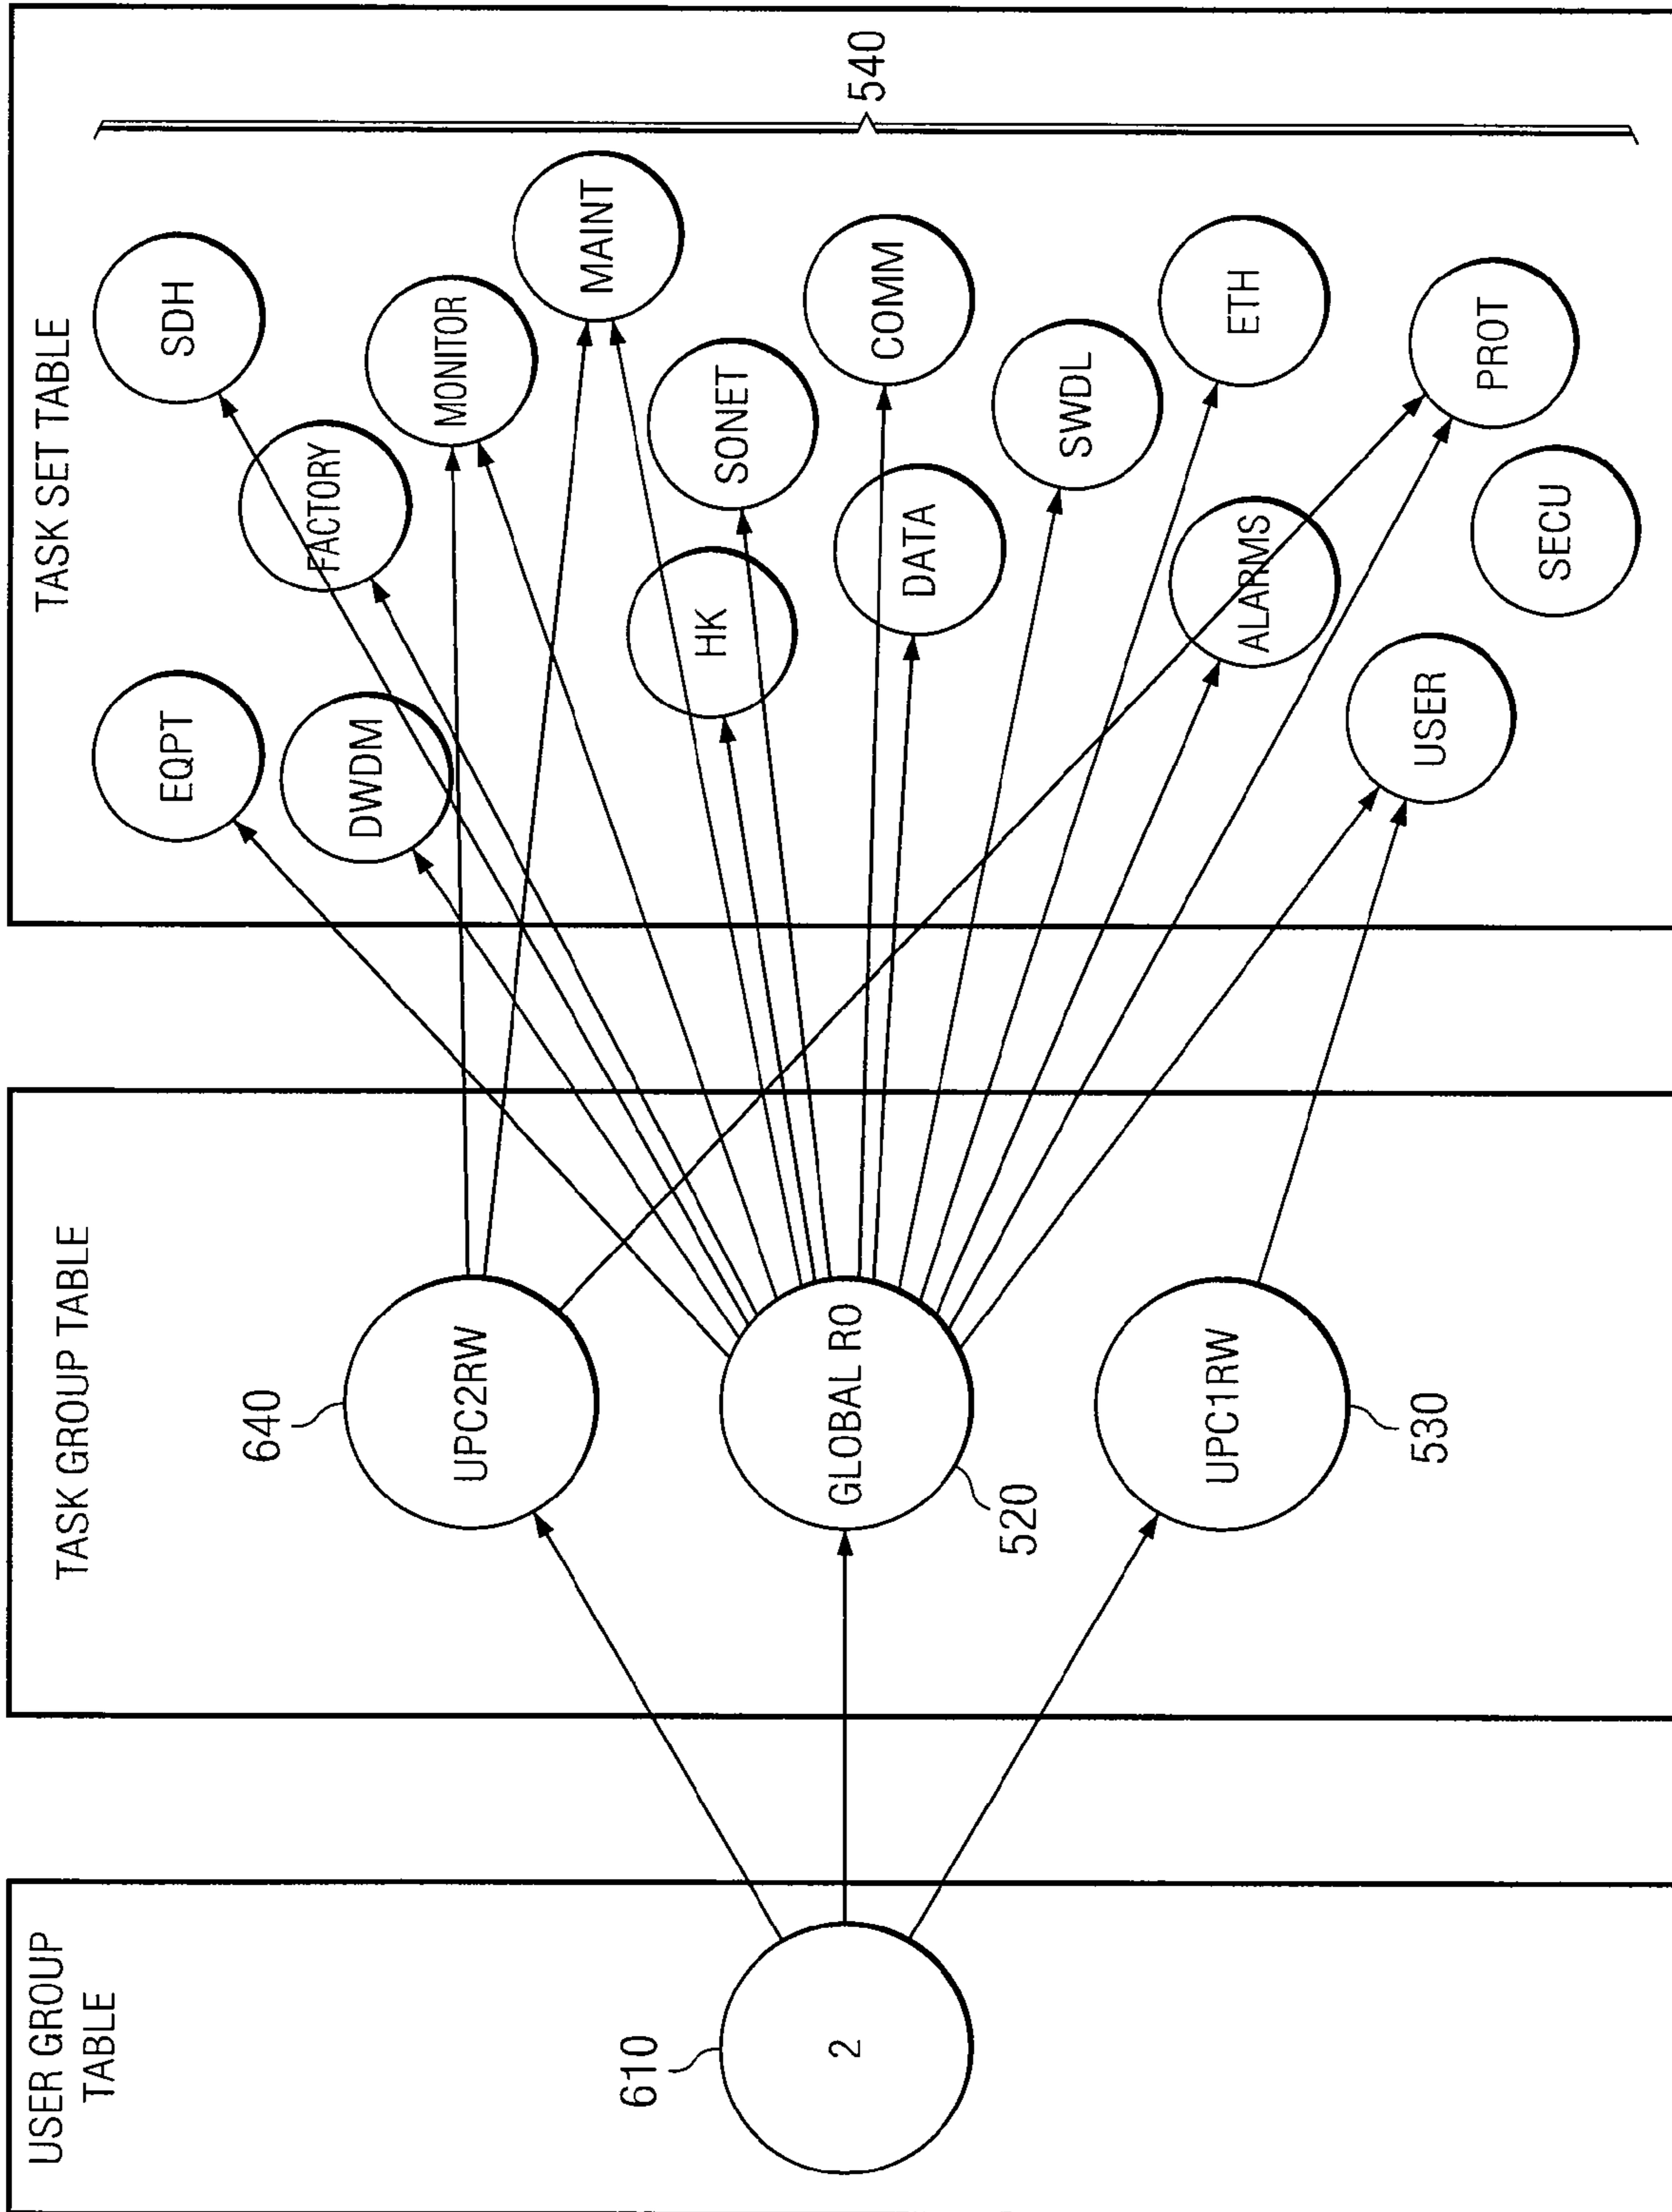 USER GROUP
TABLE
610
2
TASK GROUP TABLE
640
UPC2RW
GLOBAL RO
520
UPC1RW
530
TASK SET TABLE
EQPT
SDH
FACTORY
DWDM
MONITOR
MAINT
SONET
HK
COMM
DATA
SWDL
ETH
ALARMS
PROT
USER
SECU
540